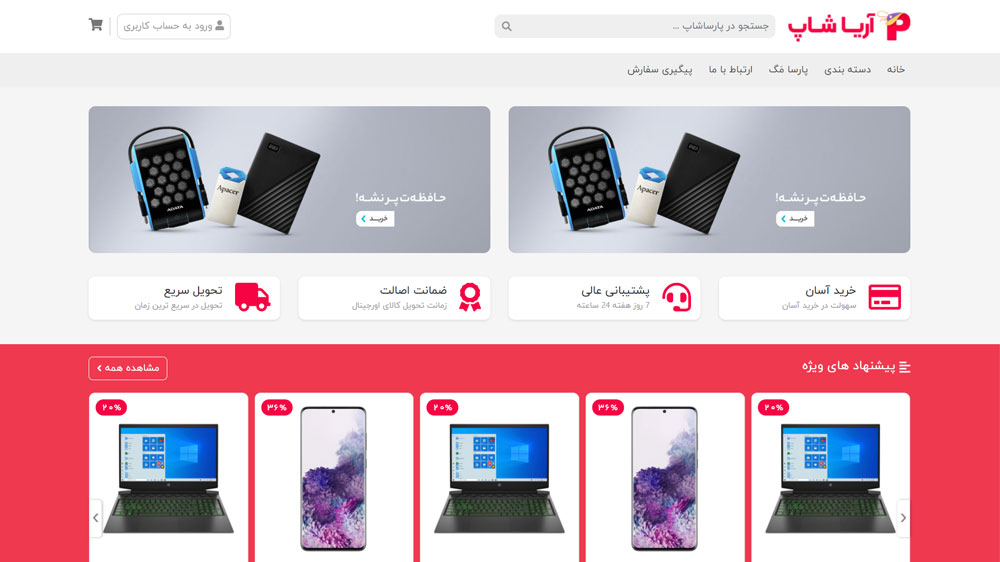 آریا شاپ
جستجو در پارساشاپ ...
ورود به حساب کاربری
خانه
دسته بندی
پارسا مَگ
ارتباط با ما
پیگیری سفارش
حافظه‌ت پر نشه!
خرید
Apacer
ADATA
WD
حافظه‌ت پر نشه!
خرید
Apacer
ADATA
WD
خرید آسان
سهولت در خرید آسان
پشتیبانی عالی
7 روز هفته 24 ساعته
ضمانت اصالت
زمانت تحویل کالای اورجینال
تحویل سریع
تحویل در سریع ترین زمان
پیشنهاد های ویژه
مشاهده همه
۲۰%
۳۶%
۲۰%
۳۶%
۲۰%